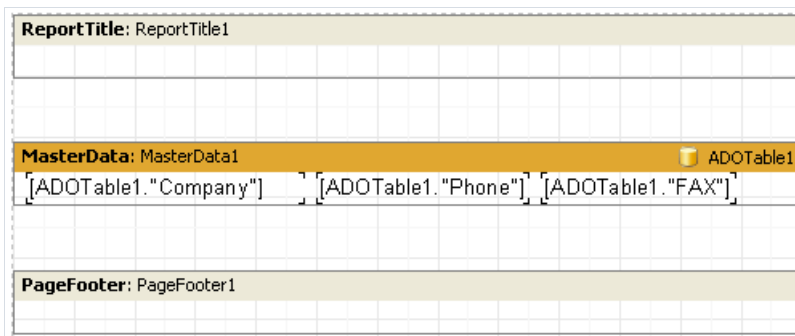 ReportTitle: ReportTitle1
MasterData: MasterData1 ADOTable1
[ADOTable1."Company"] [ADOTable1."Phone"] [ADOTable1."FAX"]
PageFooter: PageFooter1